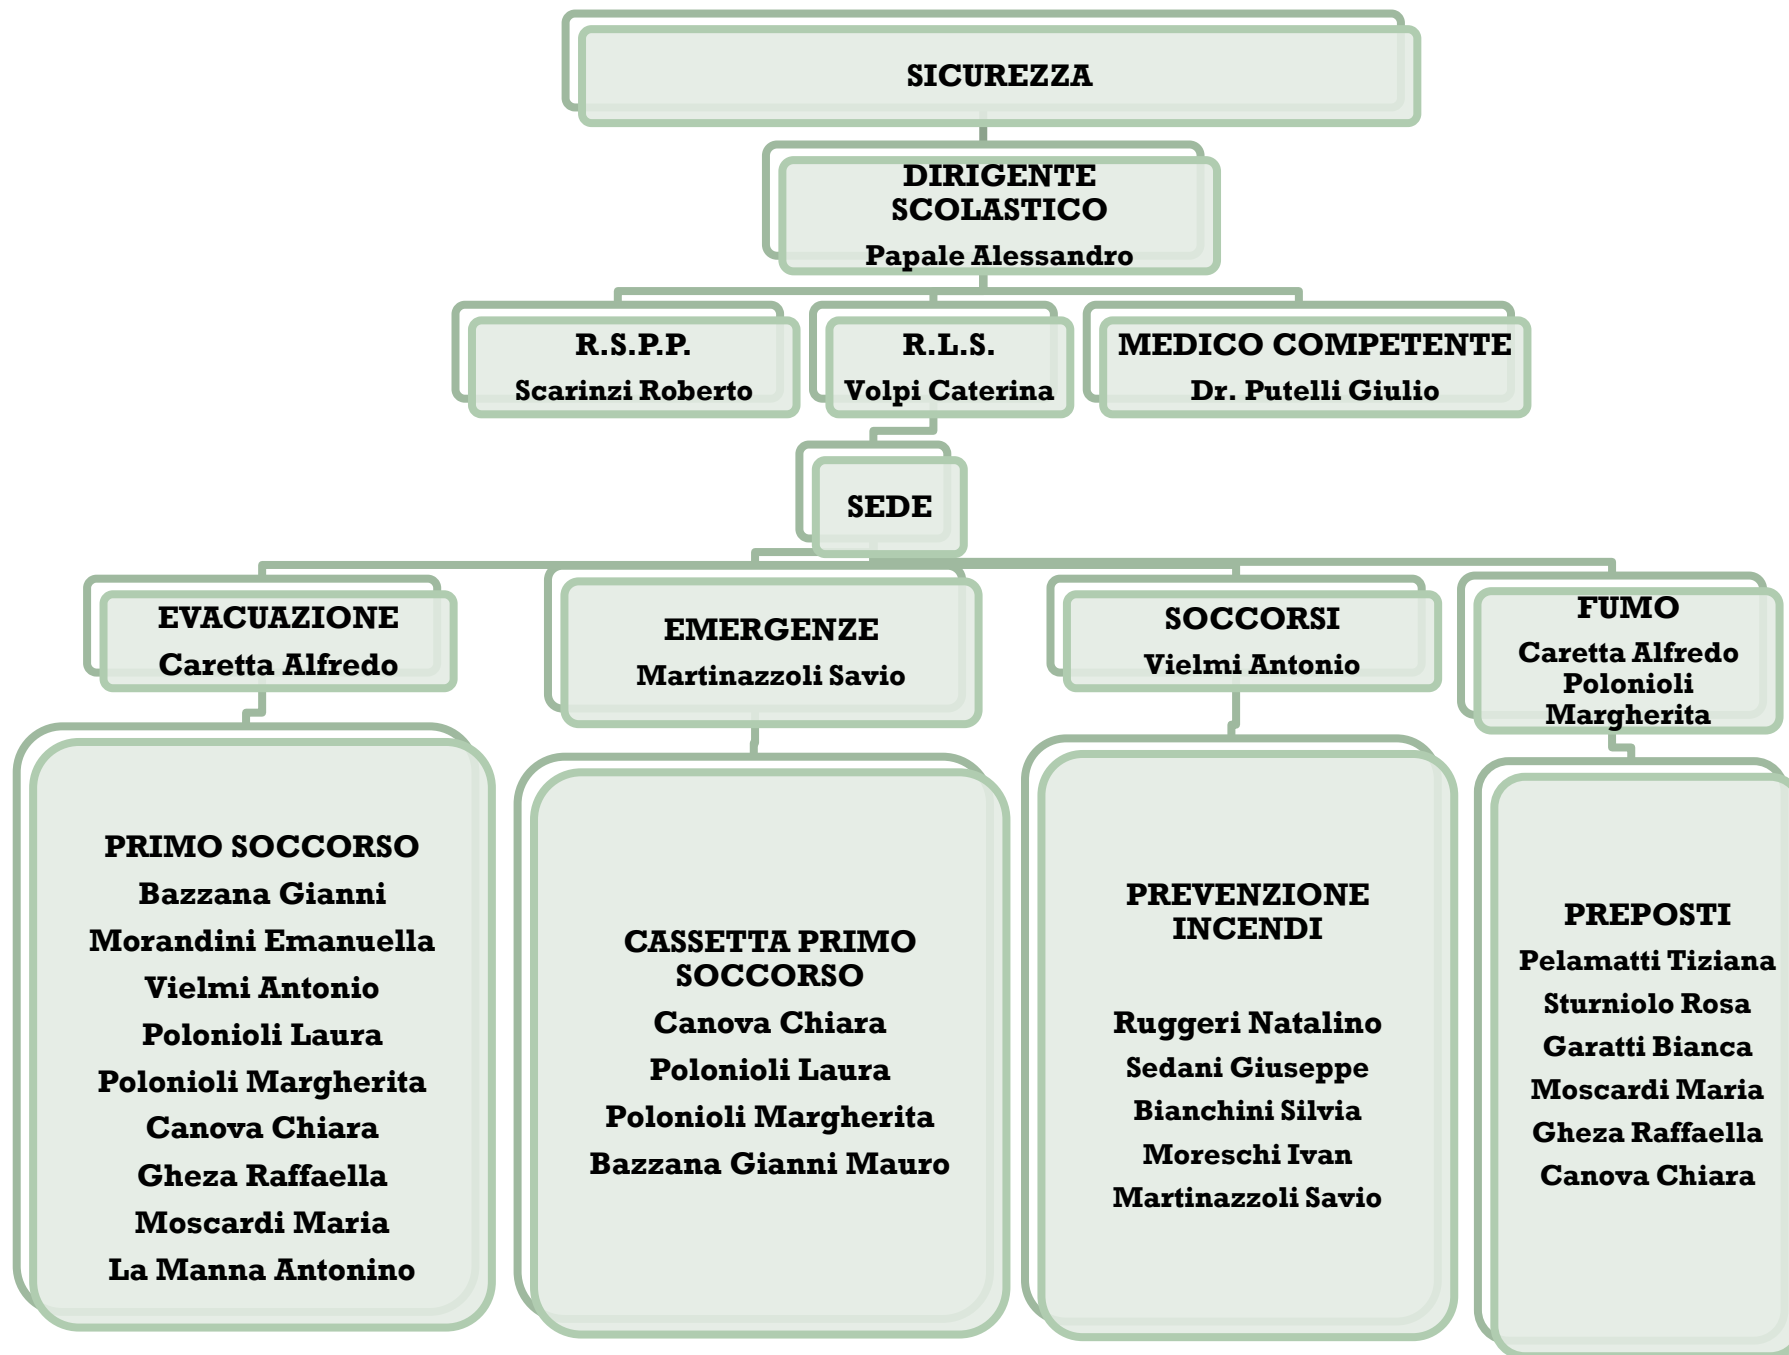 SICUREZZA
DIRIGENTE
SCOLASTICO
Papale Alessandro
R.S.P.P.
Scarinzi Roberto
R.L.S.
Volpi Caterina
MEDICO COMPETENTE
Dr. Putelli Giulio
SEDE
EVACUAZIONE
Caretta Alfredo
EMERGENZE
Martinazzoli Savio
SOCCORSI
Vielmi Antonio
FUMO
Caretta Alfredo
Polonioli
Margherita
PRIMO SOCCORSO
Bazzana Gianni
Morandini Emanuella
Vielmi Antonio
Polonioli Laura
Polonioli Margherita
Canova Chiara
Gheza Raffaella
Moscardi Maria
La Manna Antonino
CASSETTA PRIMO
SOCCORSO
Canova Chiara
Polonioli Laura
Polonioli Margherita
Bazzana Gianni Mauro
PREVENZIONE
INCENDI
Ruggeri Natalino
Sedani Giuseppe
Bianchini Silvia
Moreschi Ivan
Martinazzoli Savio
PREPOSTI
Pelamatti Tiziana
Sturniolo Rosa
Garatti Bianca
Moscardi Maria
Gheza Raffaella
Canova Chiara